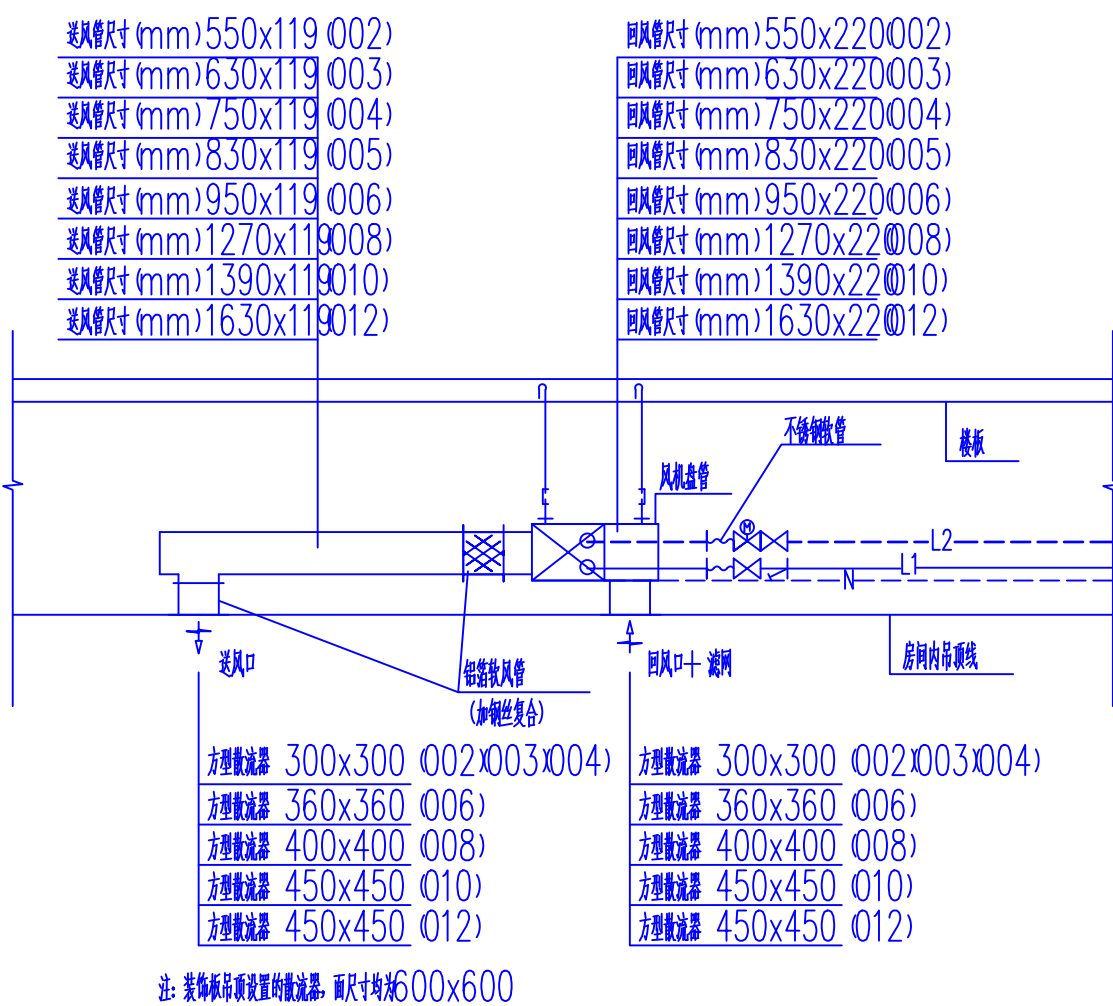 送风管尺寸(mm)550x119(002)
送风管尺寸(mm)630x119(003)
送风管尺寸(mm)750x119(004)
送风管尺寸(mm)830x119(005)
送风管尺寸(mm)950x119(006)
送风管尺寸(mm)1270x119(008)
送风管尺寸(mm)1390x119(010)
送风管尺寸(mm)1630x119(012)
回风管尺寸(mm)550x220(002)
回风管尺寸(mm)630x220(003)
回风管尺寸(mm)750x220(004)
回风管尺寸(mm)830x220(005)
回风管尺寸(mm)950x220(006)
回风管尺寸(mm)1270x220(008)
回风管尺寸(mm)1390x220(010)
回风管尺寸(mm)1630x220(012)
不锈钢软管
楼板
风机盘管
M
L2
L1
N
送风口
铝箔软风管
(加钢丝复合)
回风口+ 滤网
房间内吊顶线
方型散流器 300x300 (002)(003)(004)
方型散流器 360x360 (006)
方型散流器 400x400 (008)
方型散流器 450x450 (010)
方型散流器 450x450 (012)
方型散流器 300x300 (002)(003)(004)
方型散流器 360x360 (006)
方型散流器 400x400 (008)
方型散流器 450x450 (010)
方型散流器 450x450 (012)
注: 装饰板吊顶设置的散流器, 面尺寸均为600x600